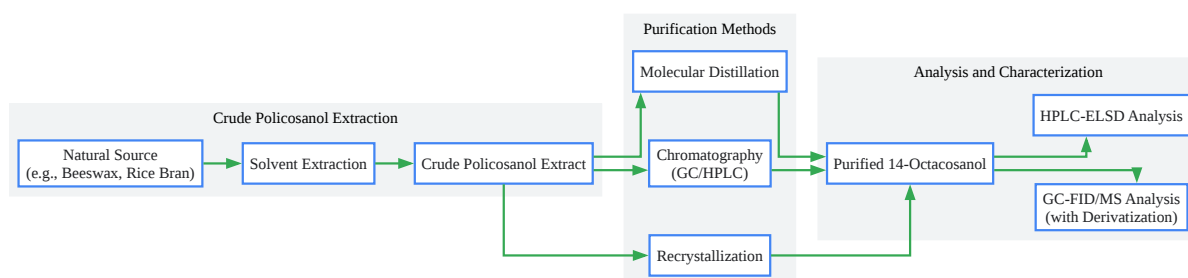 Crude Policosanol Extraction
Natural Source
(e.g., Beeswax, Rice Bran)
Solvent Extraction
Crude Policosanol Extract
Purification Methods
Molecular Distillation
Chromatography
(GC/HPLC)
Recrystallization
Analysis and Characterization
Purified 14-Octacosanol
HPLC-ELSD Analysis
GC-FID/MS Analysis
(with Derivatization)